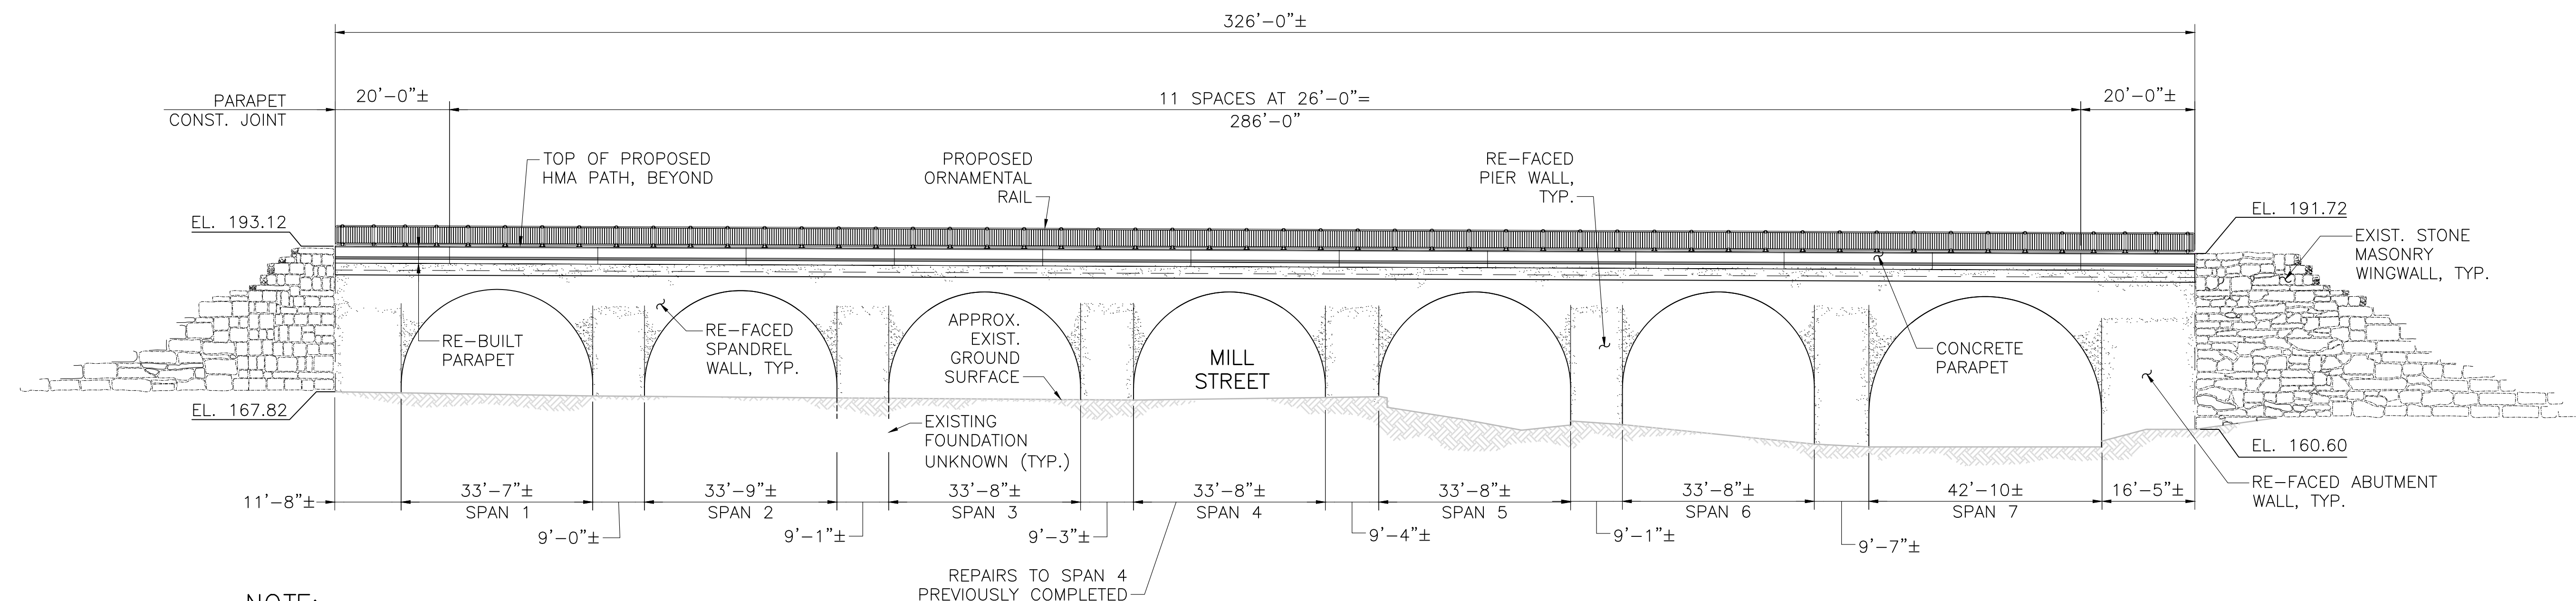 326'-0"±
PARAPET
CONST. JOINT
20'-0"±
11 SPACES AT 26'-0"=
286'-0"
20'-0"±
TOP OF PROPOSED
HMA PATH, BEYOND
PROPOSED
ORNAMENTAL
RAIL
RE-FACED
PIER WALL,
TYP.
EL. 193.12
EL. 191.72
EXIST. STONE
MASONRY
WINGWALL, TYP.
RE-BUILT
PARAPET
RE-FACED
SPANDREL
WALL, TYP.
APPROX.
EXIST.
GROUND
SURFACE
MILL
STREET
CONCRETE
PARAPET
EL. 167.82
EXISTING
FOUNDATION
UNKNOWN (TYP.)
EL. 160.60
RE-FACED ABUTMENT
WALL, TYP.
11'-8"±
33'-7"±
SPAN 1
9'-0"±
33'-9"±
SPAN 2
9'-1"±
33'-8"±
SPAN 3
9'-3"±
33'-8"±
SPAN 4
9'-4"±
33'-8"±
SPAN 5
9'-1"±
33'-8"±
SPAN 6
9'-7"±
42'-10±
SPAN 7
16'-5"±
REPAIRS TO SPAN 4
PREVIOUSLY COMPLETED
NOTE: